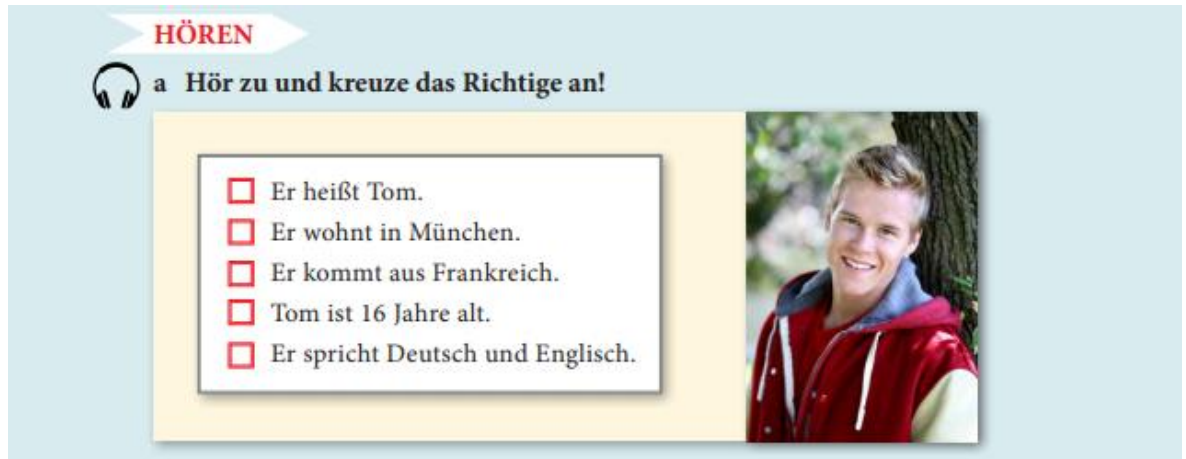 HÖREN
a Hör zu und kreuze das Richtige an!
Er heißt Tom.
Er wohnt in München.
Er kommt aus Frankreich.
Tom ist 16 Jahre alt.
Er spricht Deutsch und Englisch.